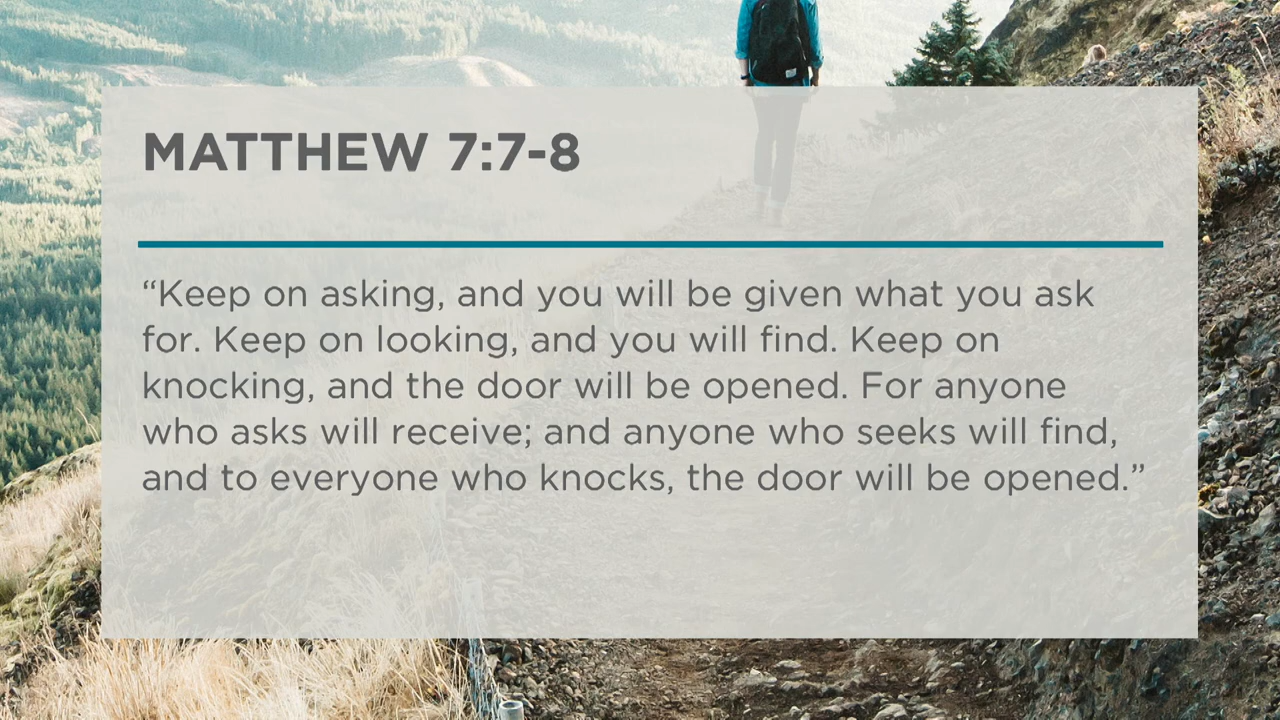 MATTHEW 7:7-8
“Keep on asking, and you will be given what you ask
for. Keep on looking, and you will find. Keep on
knocking, and the door will be opened. For anyone
who asks will receive; and anyone who seeks will find,
and to everyone who knocks, the door will be opened.”